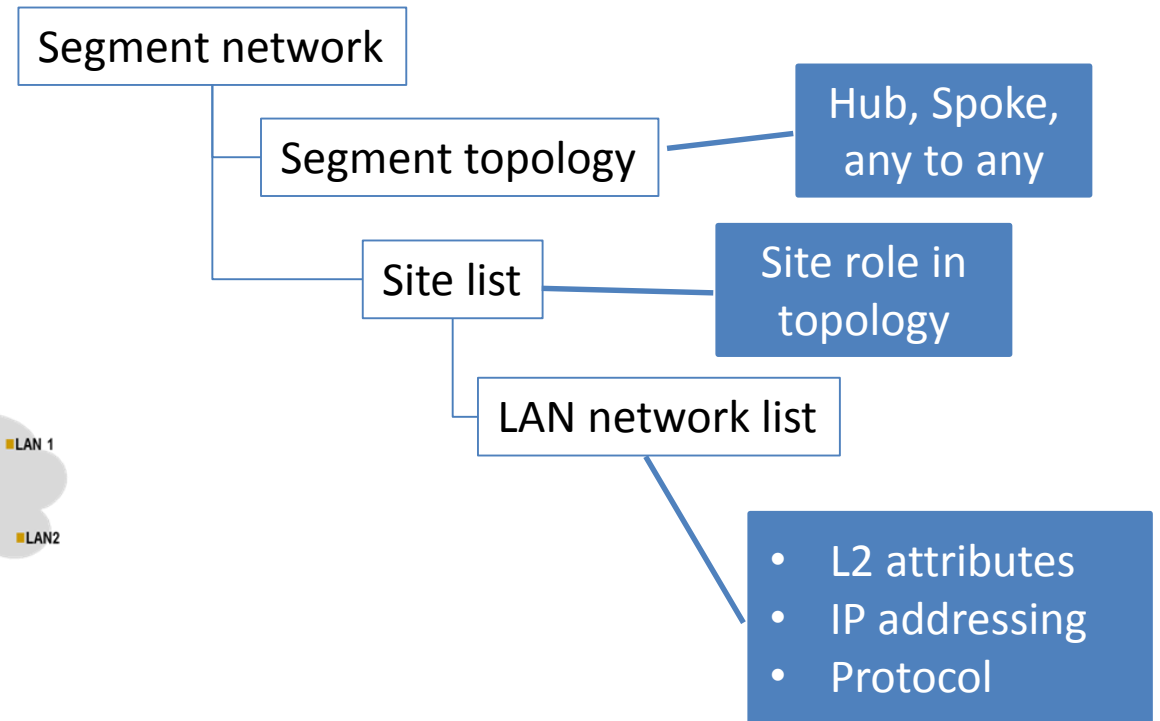 Segment network
Segment topology
Hub, Spoke,
any to any
Site list
Site role in
topology
LAN network list
LAN 1
LAN2
• L2 attributes
• IP addressing
• Protocol